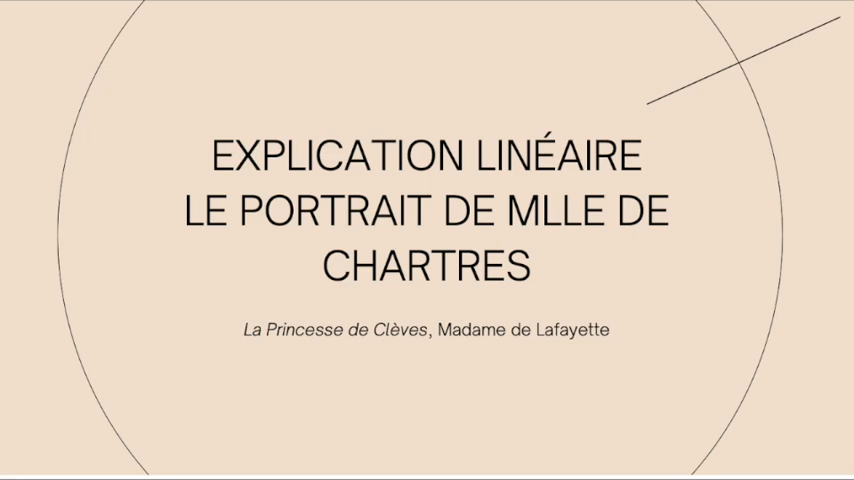 EXPLICATION LINÉAIRE
LE PORTRAIT DE MLLE DE
CHARTRES
La Princesse de Clèves, Madame de Lafayette